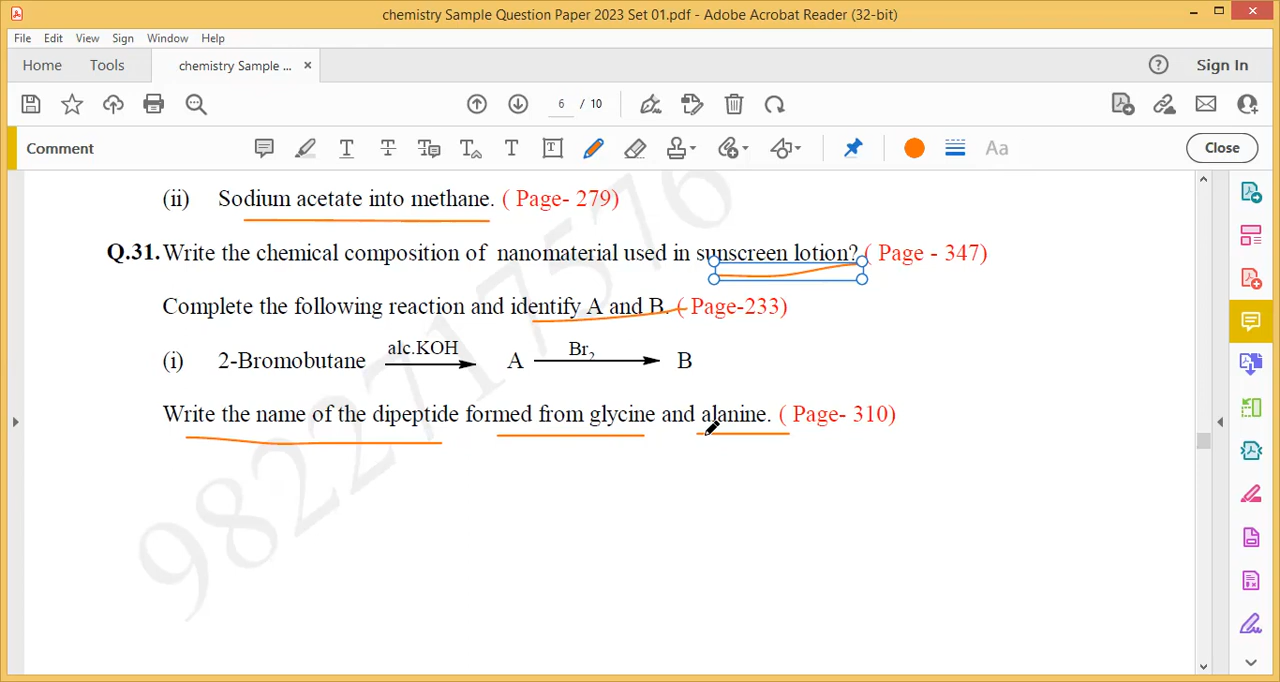 chemistry Sample Question Paper 2023 Set 01.pdf - Adobe Acrobat Reader (32-bit)
File Edit View Sign Window Help
Home Tools chemistry Sample ... × Sign In
6 / 10
Comment Aa Close
(ii) Sodium acetate into methane. ( Page- 279)
Q.31. Write the chemical composition of nanomaterial used in sunscreen lotion? ( Page - 347)
Complete the following reaction and identify A and B. ( Page-233)
(i) 2-Bromobutane alc.KOH A Br2 B
Write the name of the dipeptide formed from glycine and alanine. ( Page- 310)
9822717576